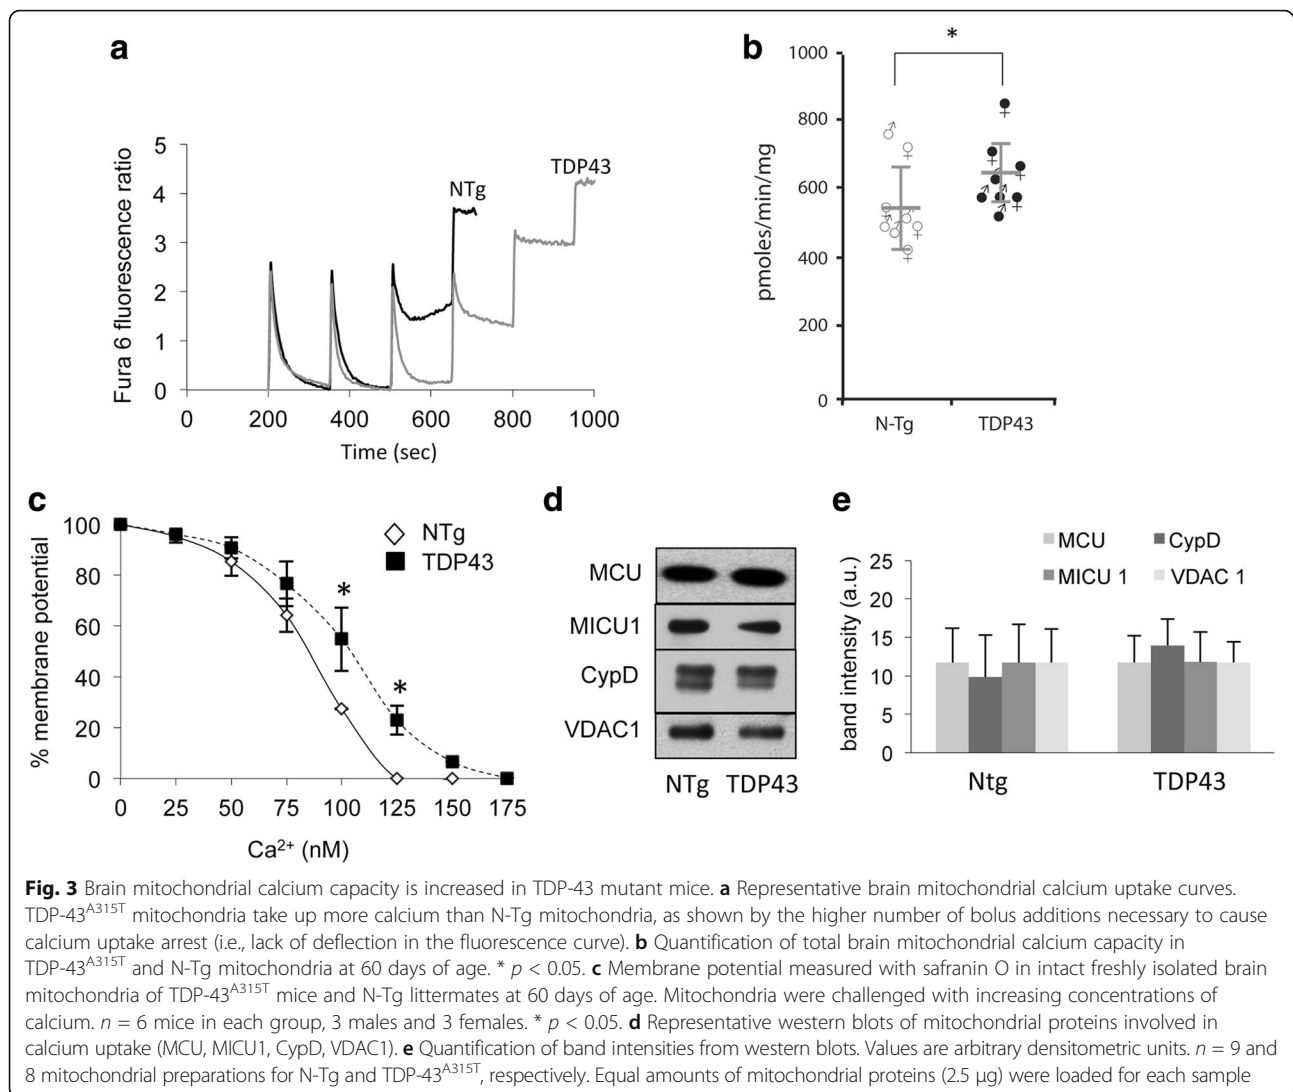 a
Fura 6 fluorescence ratio
5
4
3
2
1
0
NTg
TDP43
0 200 400 600 800 1000
Time (sec)
b
*
pmoles/min/mg
1000
800
600
400
200
0
N-Tg TDP43
c
% membrane potential
100
80
60
40
20
0
NTg
TDP43
*
*
0 25 50 75 100 125 150 175
Ca²⁺ (nM)
d
MCU
MICU1
CypD
VDAC1
NTg TDP43
e
MCU CypD
MICU 1 VDAC 1
band intensity (a.u.)
25
20
15
10
5
0
Ntg TDP43
Fig. 3 Brain mitochondrial calcium capacity is increased in TDP-43 mutant mice. a Representative brain mitochondrial calcium uptake curves.
TDP-43ᴬ³¹⁵ᵀ mitochondria take up more calcium than N-Tg mitochondria, as shown by the higher number of bolus additions necessary to cause
calcium uptake arrest (i.e., lack of deflection in the fluorescence curve). b Quantification of total brain mitochondrial calcium capacity in
TDP-43ᴬ³¹⁵ᵀ and N-Tg mitochondria at 60 days of age. * p < 0.05. c Membrane potential measured with safranin O in intact freshly isolated brain
mitochondria of TDP-43ᴬ³¹⁵ᵀ mice and N-Tg littermates at 60 days of age. Mitochondria were challenged with increasing concentrations of
calcium. n = 6 mice in each group, 3 males and 3 females. * p < 0.05. d Representative western blots of mitochondrial proteins involved in
calcium uptake (MCU, MICU1, CypD, VDAC1). e Quantification of band intensities from western blots. Values are arbitrary densitometric units. n = 9 and
8 mitochondrial preparations for N-Tg and TDP-43ᴬ³¹⁵ᵀ, respectively. Equal amounts of mitochondrial proteins (2.5 μg) were loaded for each sample